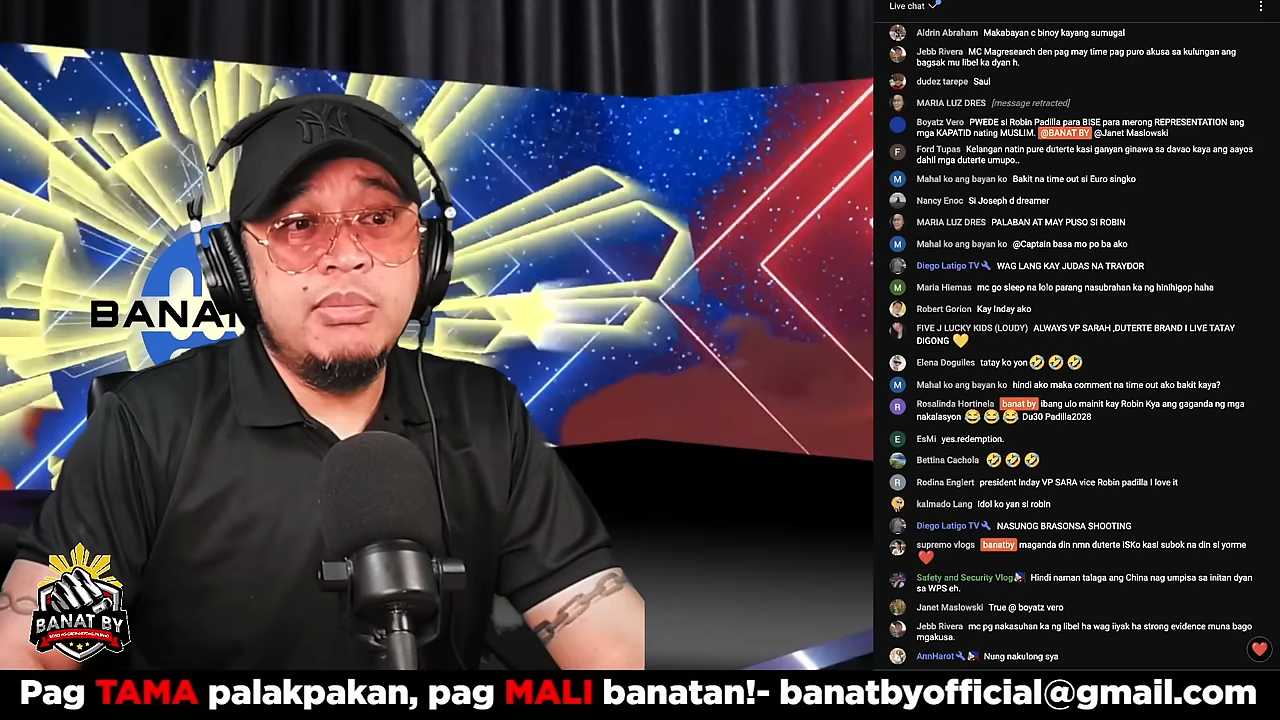 Live chat
Aldrin Abraham Makabayan c binoy kayang sumugal
Jebb Rivera MC Magresearch den pag may time pag puro akusa sa kulungan ang
bagsak mu libel ka dyan h.
dudez tarepe Saul
MARIA LUZ DRES [message retracted]
Boyatz Vero PWEDE si Robin Padilla para BISE para merong REPRESENTATION ang
mga KAPATID nating MUSLIM. @BANAT BY @Janet Maslowski
Ford Tupas Kelangan natin pure duterte kasi ganyan ginawa sa davao kaya ang aayos
dahil mga duterte umupo..
Mahal ko ang bayan ko Bakit na time out si Euro singko
Nancy Enoc Si Joseph d dreamer
MARIA LUZ DRES PALABAN AT MAY PUSO SI ROBIN
Mahal ko ang bayan ko @Captain basa mo po ba ako
Diego Latigo TV WAG LANG KAY JUDAS NA TRAYDOR
Maria Hiemas mc go sleep na lolo parang nasubrahan ka ng hinihigop haha
Robert Gorion Kay Inday ako
FIVE J LUCKY KIDS (LOUDY) ALWAYS VP SARAH ,DUTERTE BRAND I LIVE TATAY
DIGONG 💛
Elena Doguiles tatay ko yon 🤣 🤣 🤣
Mahal ko ang bayan ko hindi ako maka comment na time out ako bakit kaya?
Rosalinda Hortinela banat by ibang ulo mainit kay Robin Kya ang gaganda ng mga
nakalasyon 😂 😂 😂 Du30 Padilla2028
EsMi yes.redemption.
Bettina Cachola 🤣 🤣 🤣
Rodina Englert president Inday VP SARA vice Robin padilla I love it
kalmado Lang idol ko yan si robin
Diego Latigo TV NASUNOG BRASONSA SHOOTING
supremo vlogs banatby maganda din nmn duterte ISKo kasi subok na din si yorme
❤️
Safety and Security Vlog Hindi naman talaga ang China nag umpisa sa initan dyan
sa WPS eh.
Janet Maslowski True @ boyatz vero
Jebb Rivera mc pg nakasuhan ka ng libel ha wag iiyak ha strong evidence muna bago
mgakusa.
AnnHarot Nung nakulong sya
BANAT BY
Pag TAMA palakpakan, pag MALI banatan!- banatbyofficial@gmail.com